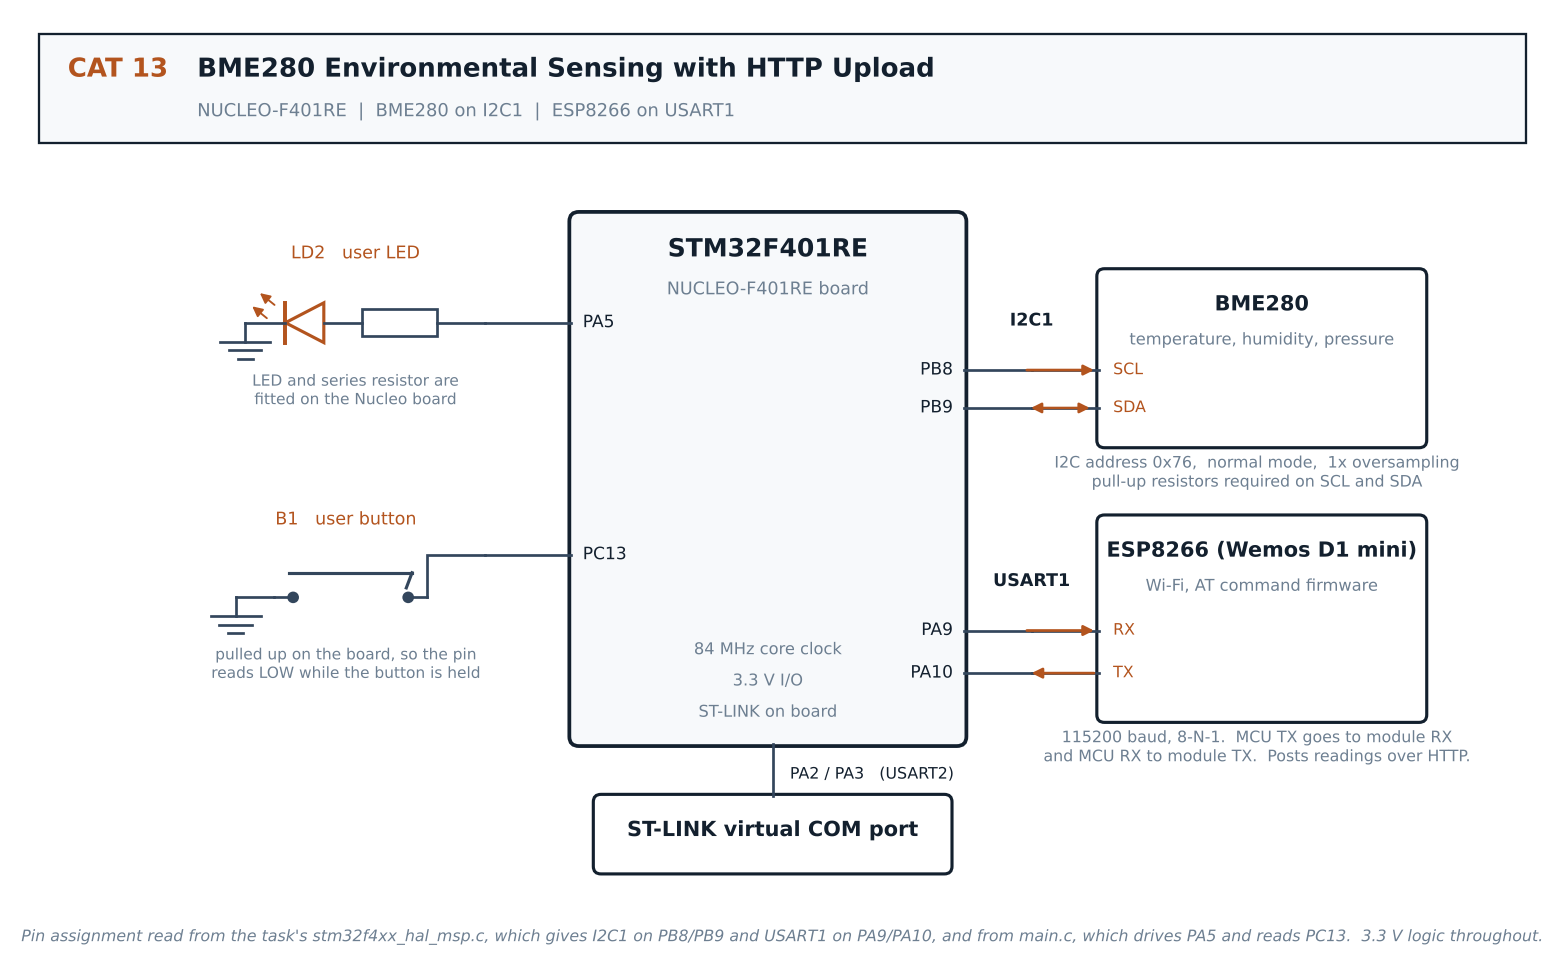 CAT 13 BME280 Environmental Sensing with HTTP Upload
NUCLEO-F401RE | BME280 on I2C1 | ESP8266 on USART1
LD2 user LED
LED and series resistor are
fitted on the Nucleo board
B1 user button
pulled up on the board, so the pin
reads LOW while the button is held
STM32F401RE
NUCLEO-F401RE board
PA5
PB8
PB9
PC13
PA9
PA10
84 MHz core clock
3.3 V I/O
ST-LINK on board
I2C1
BME280
temperature, humidity, pressure
SCL
SDA
I2C address 0x76, normal mode, 1x oversampling
pull-up resistors required on SCL and SDA
USART1
ESP8266 (Wemos D1 mini)
Wi-Fi, AT command firmware
RX
TX
115200 baud, 8-N-1. MCU TX goes to module RX
and MCU RX to module TX. Posts readings over HTTP.
PA2 / PA3 (USART2)
ST-LINK virtual COM port
Pin assignment read from the task's stm32f4xx_hal_msp.c, which gives I2C1 on PB8/PB9 and USART1 on PA9/PA10, and from main.c, which drives PA5 and reads PC13. 3.3 V logic throughout.